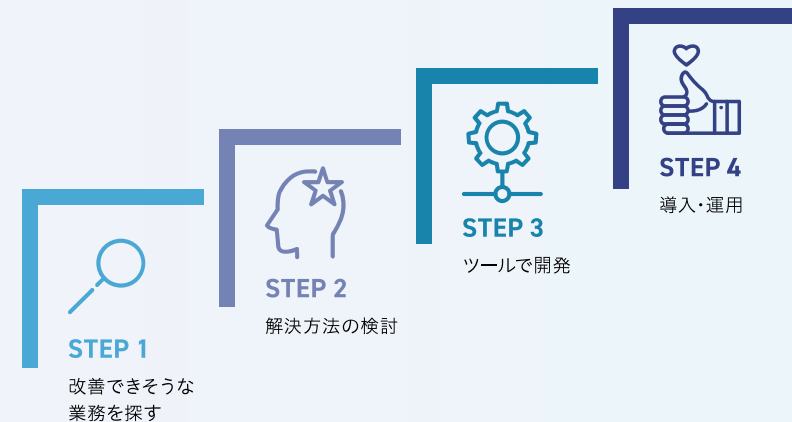 STEP 1
改善できそうな
業務を探す
STEP 2
解決方法の検討
STEP 3
ツールで開発
STEP 4
導入・運用